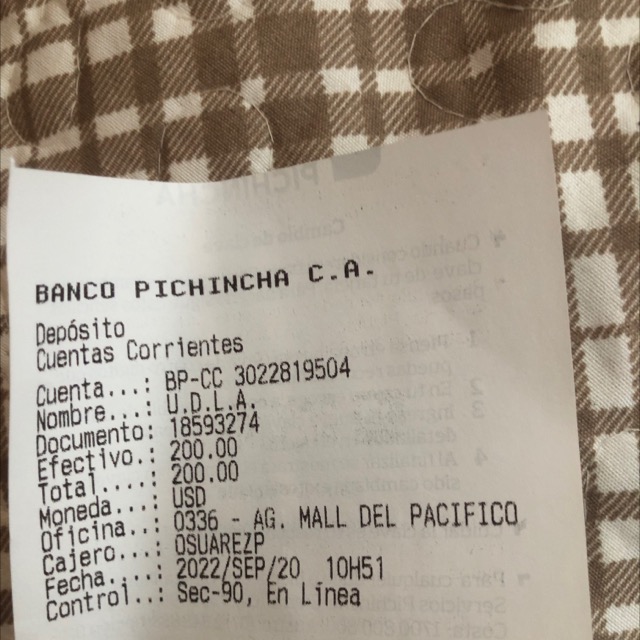 BANCO PICHINCHA C.A.
Depósito
Cuentas Corrientes
Cuenta...: BP-CC 3022819504
Nombre...: U.D.L.A.
Documento: 18593274
Efectivo.: 200.00
Total....: 200.00
Moneda...: USD
Oficina..: 0336 - AG. MALL DEL PACIFICO
Cajero...: OSUAREZP
Fecha....: 2022/SEP/20 10H51
Control..: Sec-90, En Línea